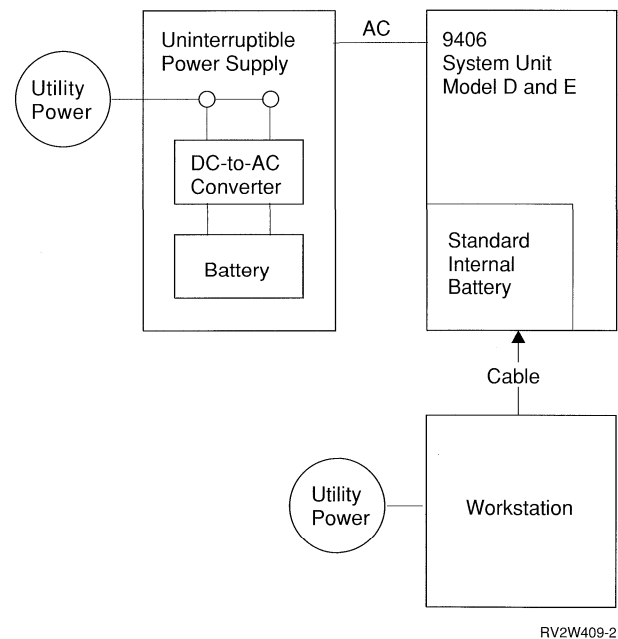 Uninterruptible
Power Supply
AC
9406
System Unit
Model D and E
Utility
Power
DC-to-AC
Converter
Battery
Standard
Internal
Battery
Cable
Utility
Power
Workstation
RV2W409-2